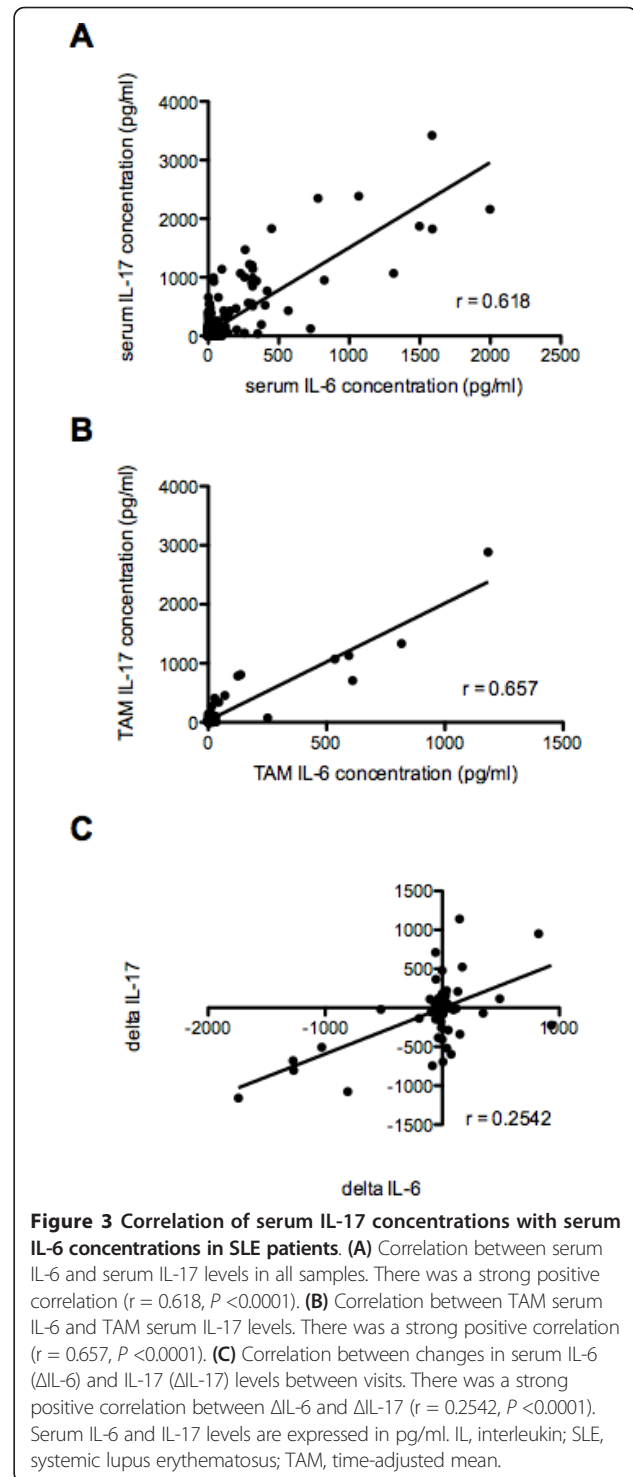 A
serum IL-17 concentration (pg/ml)
4000
3000
2000
1000
0
0 500 1000 1500 2000 2500
r = 0.618
serum IL-6 concentration (pg/ml)
B
TAM IL-17 concentration (pg/ml)
4000
3000
2000
1000
0
0 500 1000 1500
r = 0.657
TAM IL-6 concentration (pg/ml)
C
delta IL-17
1500
1000
500
-2000 -1000 1000
-500
-1000
-1500
r = 0.2542
delta IL-6
Figure 3 Correlation of serum IL-17 concentrations with serum
IL-6 concentrations in SLE patients. (A) Correlation between serum
IL-6 and serum IL-17 levels in all samples. There was a strong positive
correlation (r = 0.618, P <0.0001). (B) Correlation between TAM serum
IL-6 and TAM serum IL-17 levels. There was a strong positive correlation
(r = 0.657, P <0.0001). (C) Correlation between changes in serum IL-6
(ΔIL-6) and IL-17 (ΔIL-17) levels between visits. There was a strong
positive correlation between ΔIL-6 and ΔIL-17 (r = 0.2542, P <0.0001).
Serum IL-6 and IL-17 levels are expressed in pg/ml. IL, interleukin; SLE,
systemic lupus erythematosus; TAM, time-adjusted mean.